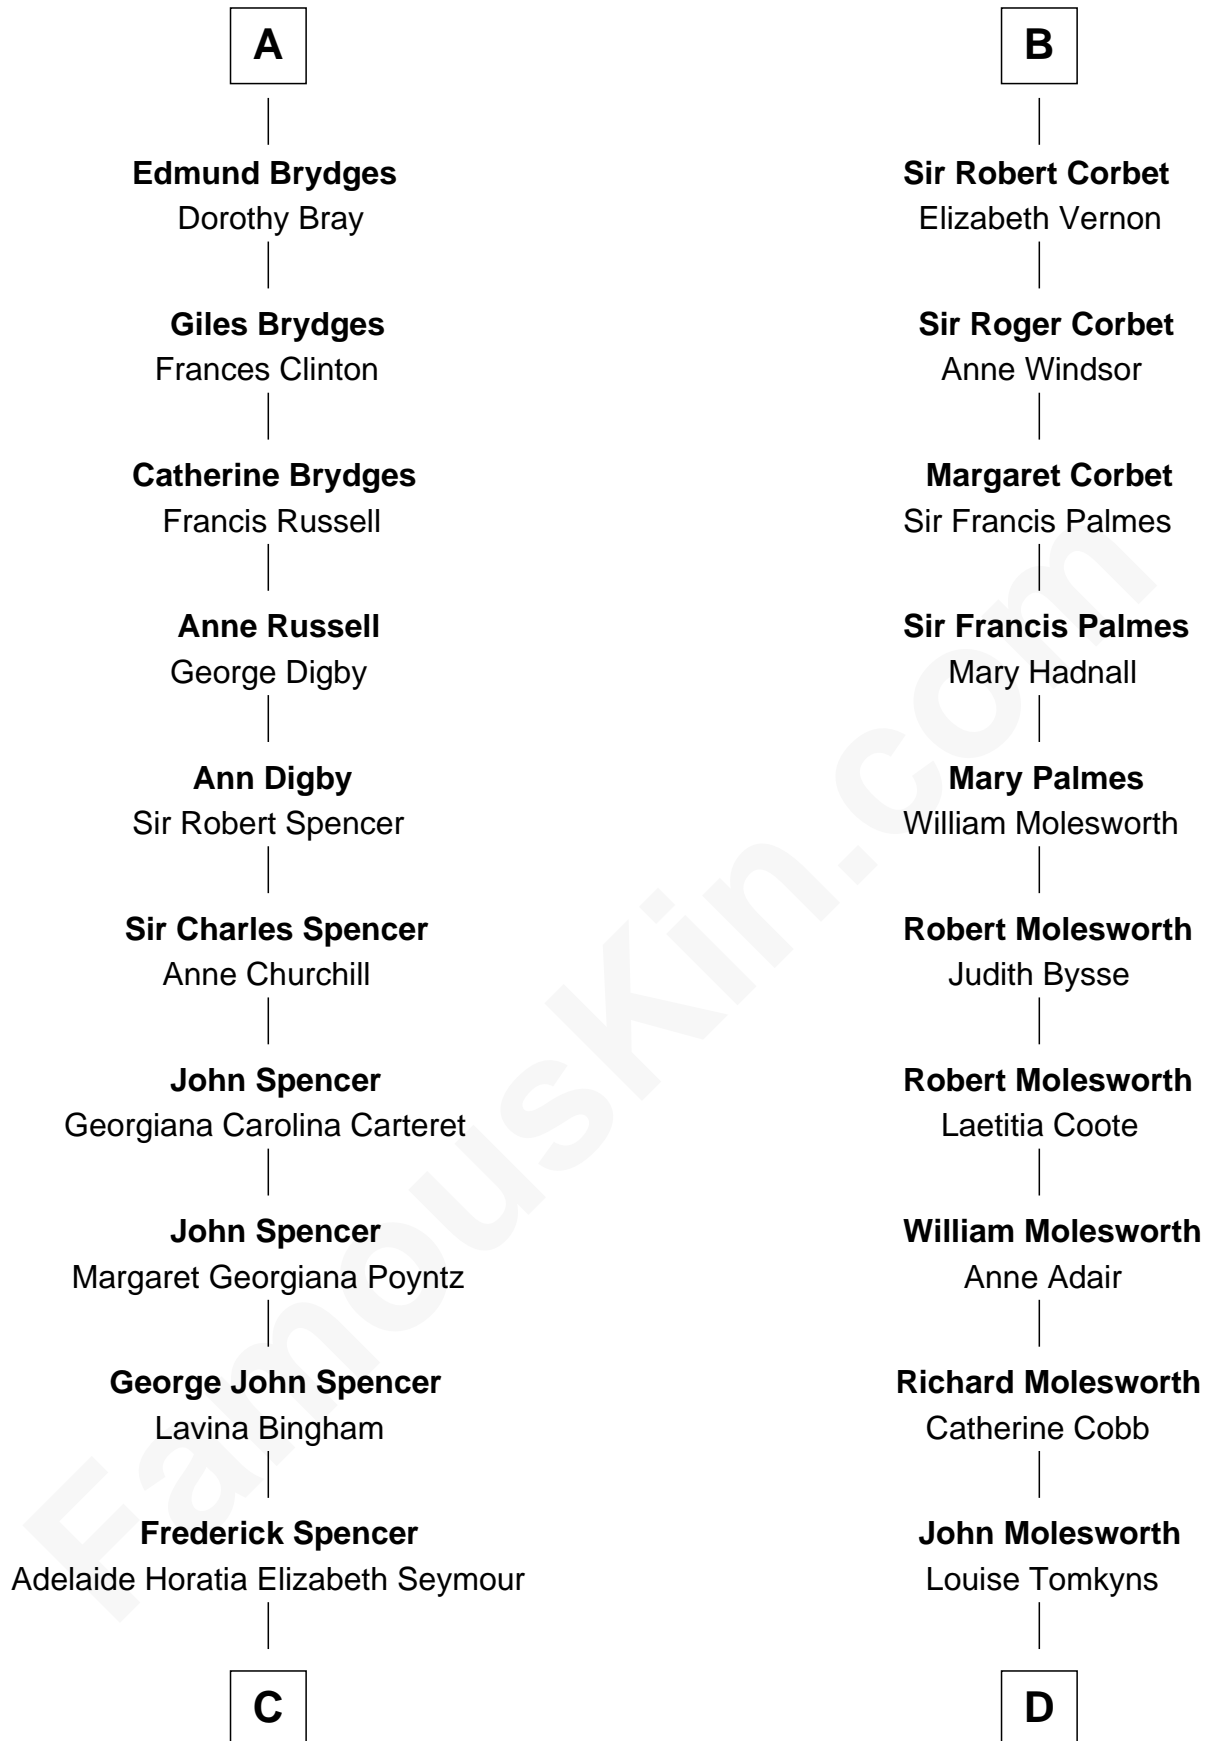 A
Edmund Brydges
Dorothy Bray
Giles Brydges
Frances Clinton
Catherine Brydges
Francis Russell
Anne Russell
George Digby
Ann Digby
Sir Robert Spencer
Sir Charles Spencer
Anne Churchill
John Spencer
Georgiana Carolina Carteret
John Spencer
Margaret Georgiana Poyntz
George John Spencer
Lavina Bingham
Frederick Spencer
Adelaide Horatia Elizabeth Seymour
C
B
Sir Robert Corbet
Elizabeth Vernon
Sir Roger Corbet
Anne Windsor
Margaret Corbet
Sir Francis Palmes
Sir Francis Palmes
Mary Hadnall
Mary Palmes
William Molesworth
Robert Molesworth
Judith Bysse
Robert Molesworth
Laetitia Coote
William Molesworth
Anne Adair
Richard Molesworth
Catherine Cobb
John Molesworth
Louise Tomkyns
D
FamousKin.com